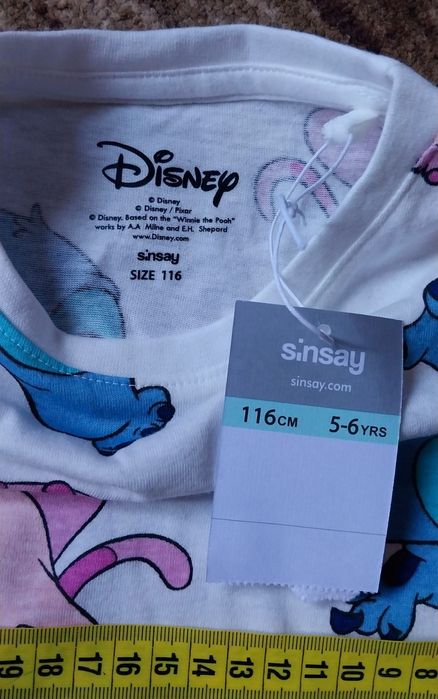 Disney
© Disney
© Disney / Pixar
© Disney. Based on the "Winnie the Pooh"
works by A.A Milne and E.H. Shepard
www.Disney.com
sinsay
SIZE 116
sinsay
sinsay.com
116CM 5-6YRS
19 18 17 16 15 14 13 12 11 10 9 8